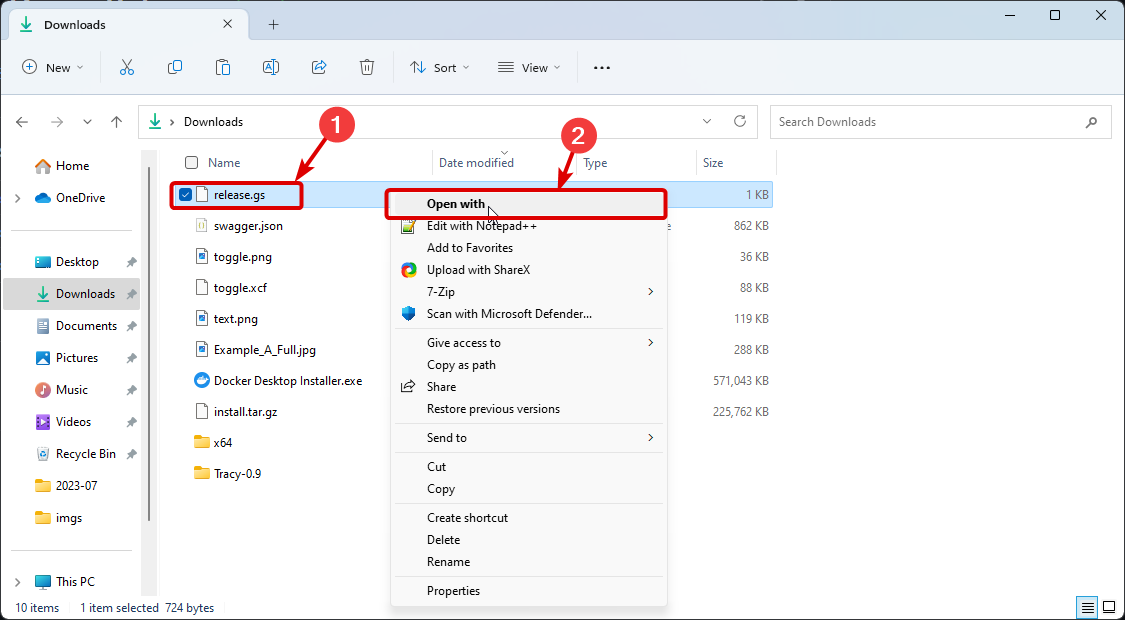 Downloads
New
Sort
View
Downloads
Search Downloads
1
2
Home
OneDrive
Desktop
Downloads
Documents
Pictures
Music
Videos
Recycle Bin
2023-07
imgs
This PC
Name
Date modified
Type
Size
release.gs
1 KB
swagger.json
e
862 KB
toggle.png
36 KB
toggle.xcf
88 KB
text.png
119 KB
Example_A_Full.jpg
288 KB
Docker Desktop Installer.exe
571,043 KB
install.tar.gz
225,762 KB
x64
Tracy-0.9
Open with
Edit with Notepad++
Add to Favorites
Upload with ShareX
7-Zip
Scan with Microsoft Defender...
Give access to
Copy as path
Share
Restore previous versions
Send to
Cut
Copy
Create shortcut
Delete
Rename
Properties
10 items
1 item selected
724 bytes